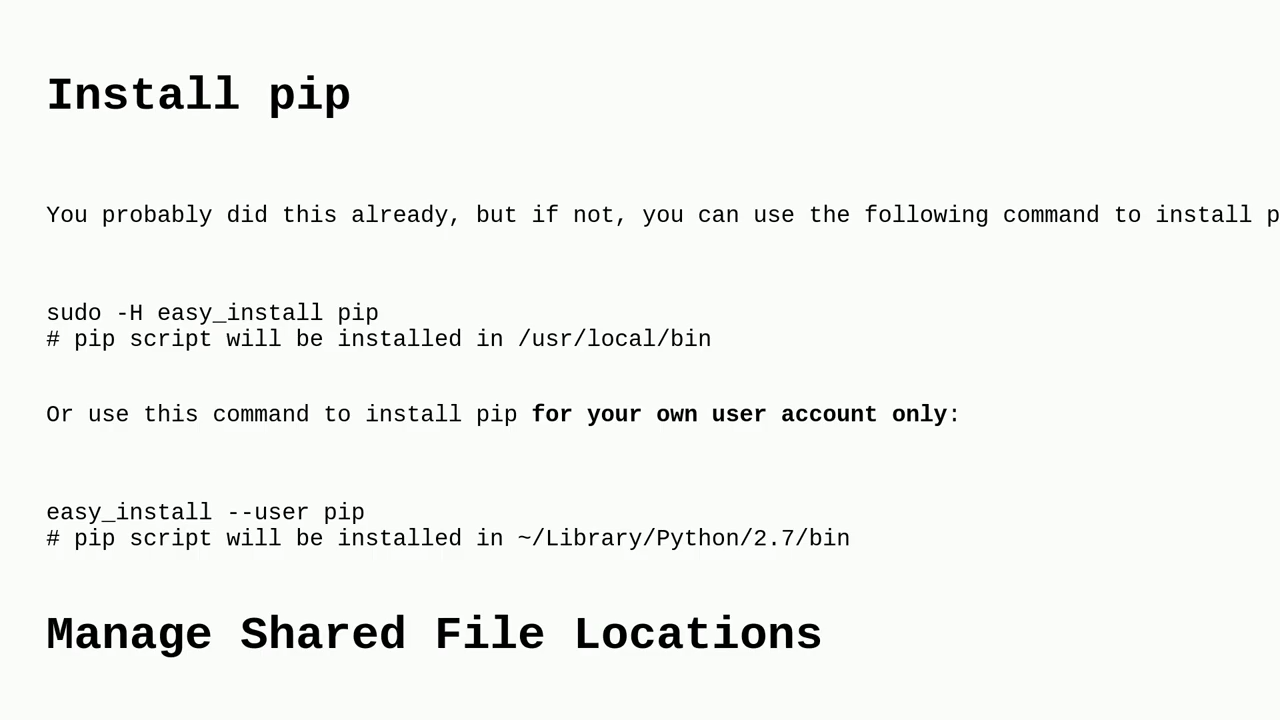 Install pip
You probably did this already, but if not, you can use the following command to install
sudo -H easy_install pip
# pip script will be installed in /usr/local/bin
Or use this command to install pip for your own user account only:
easy_install --user pip
# pip script will be installed in ~/Library/Python/2.7/bin
Manage Shared File Locations